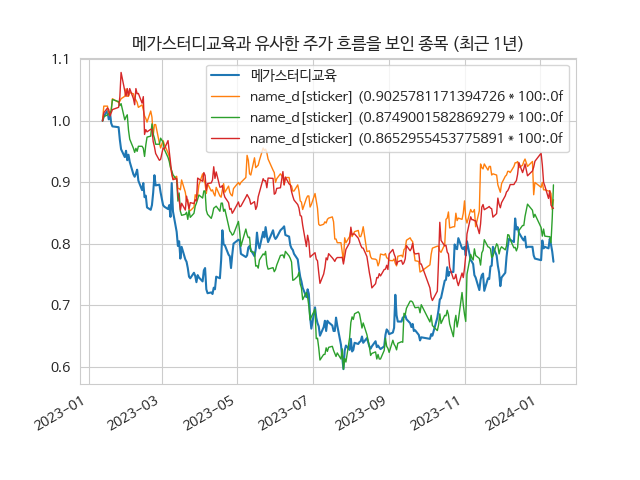 메가스터디교육과 유사한 주가 흐름을 보인 종목 (최근 1년)
메가스터디교육
name_d[sticker] (0.9025781171394726 * 100:.0f
name_d[sticker] (0.8749001582869279 * 100:.0f
name_d[sticker] (0.8652955453775891 * 100:.0f
1.1
1.0
0.9
0.8
0.7
0.6
2023-01
2023-03
2023-05
2023-07
2023-09
2023-11
2024-01